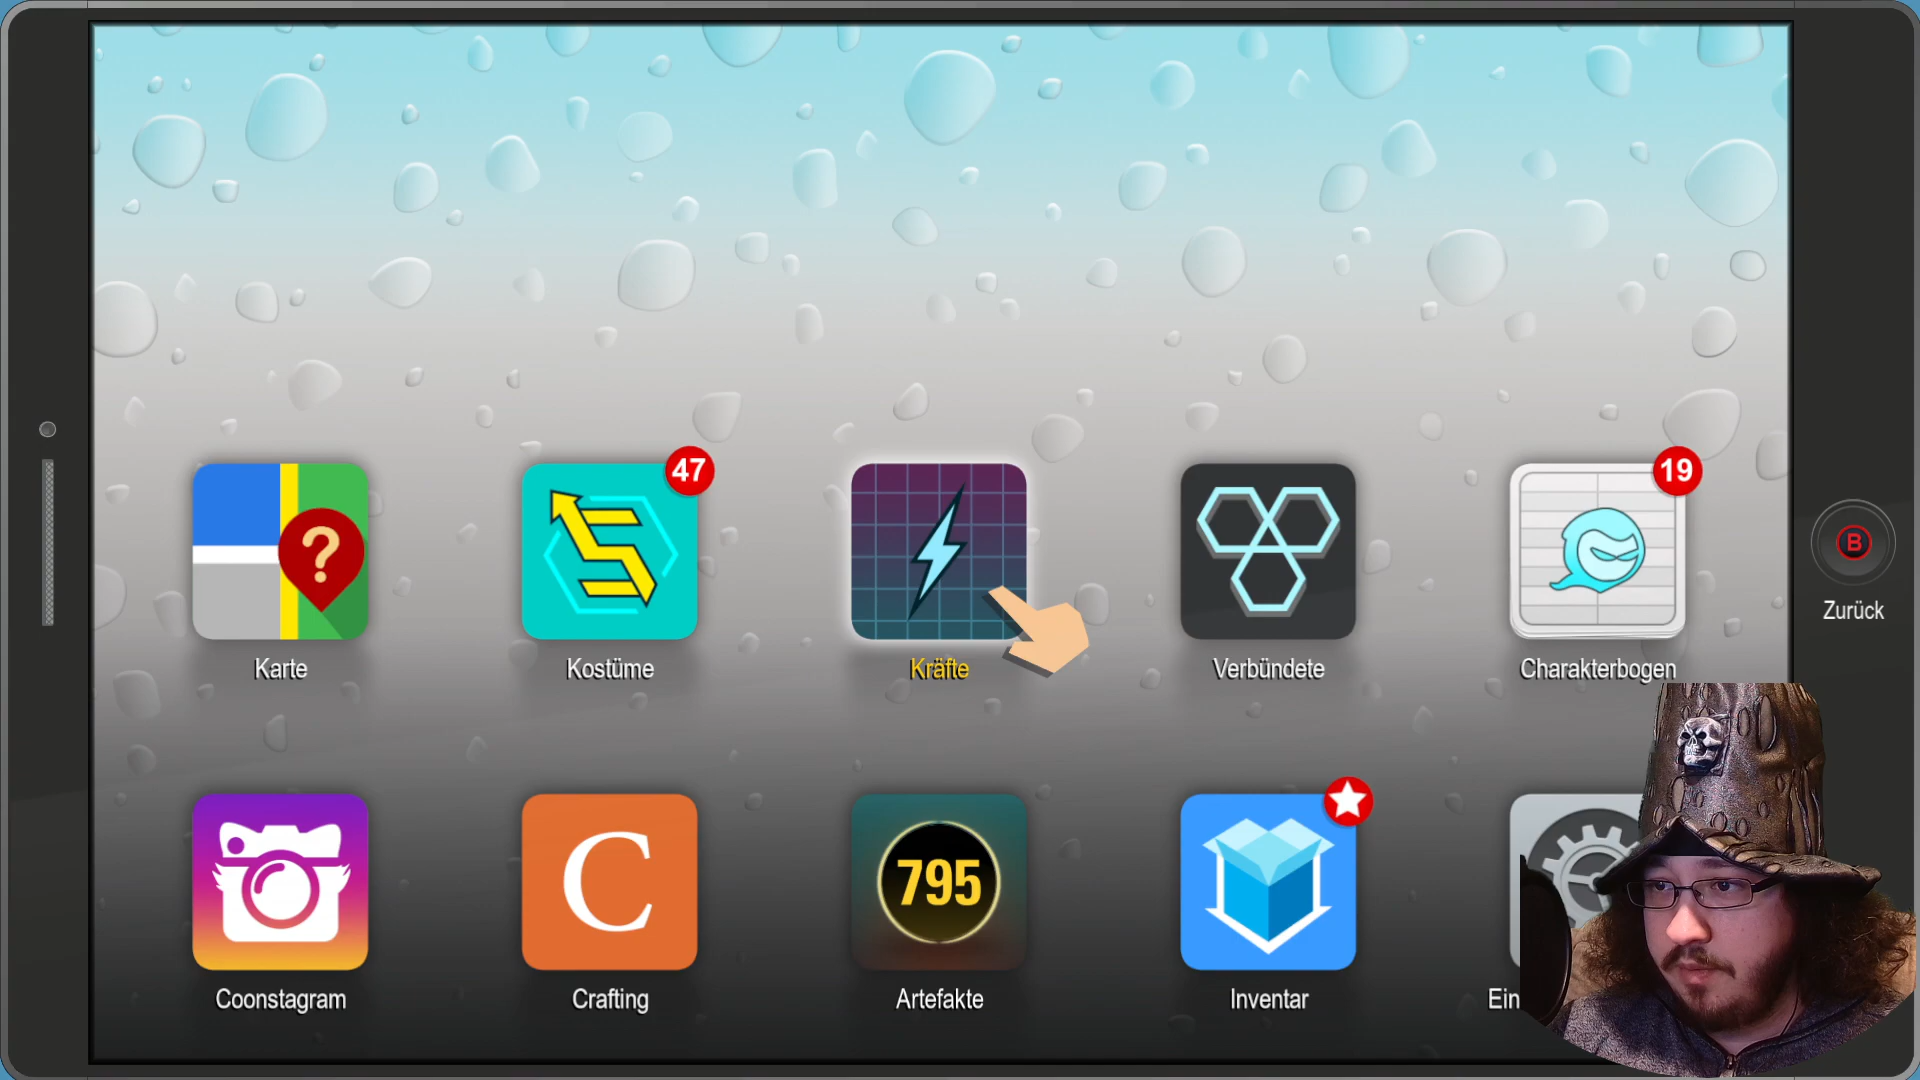 47
19
?
B
Zurück
Karte
Kostüme
Kräfte
Verbündete
Charakterbogen
C
795
Coonstagram
Crafting
Artefakte
Inventar
Ein